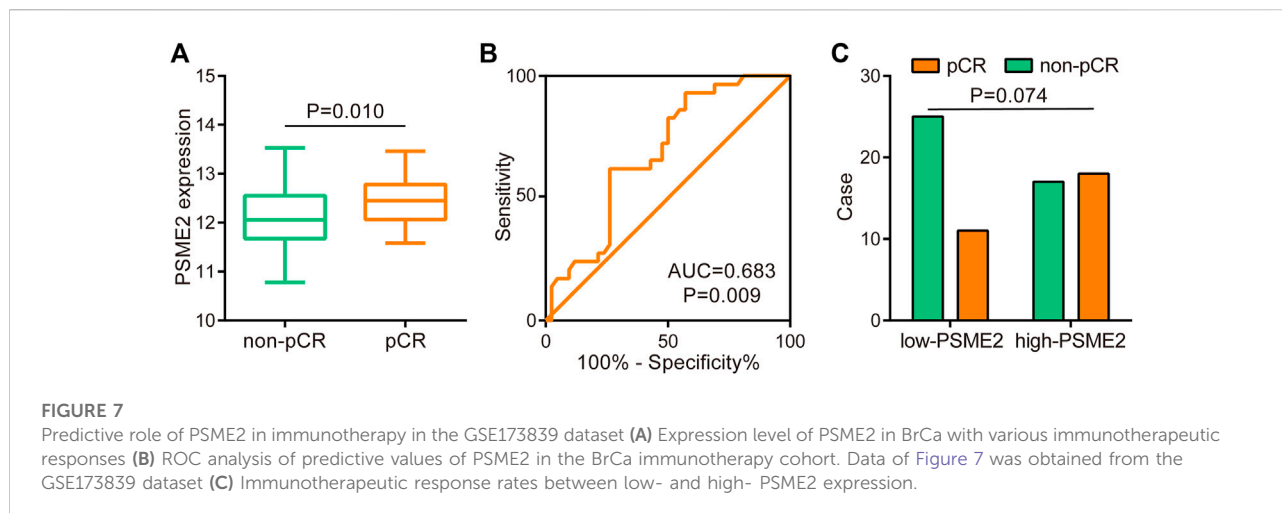 A
15
14
13
12
11
10
PSME2 expression
P=0.010
non-pCR
pCR
B
100
50
0
Sensitivity
AUC=0.683
P=0.009
0
50
100
100% - Specificity%
C
pCR
non-pCR
P=0.074
30
20
10
0
Case
low-PSME2
high-PSME2
FIGURE 7
Predictive role of PSME2 in immunotherapy in the GSE173839 dataset (A) Expression level of PSME2 in BrCa with various immunotherapeutic
responses (B) ROC analysis of predictive values of PSME2 in the BrCa immunotherapy cohort. Data of Figure 7 was obtained from the
GSE173839 dataset (C) Immunotherapeutic response rates between low- and high- PSME2 expression.